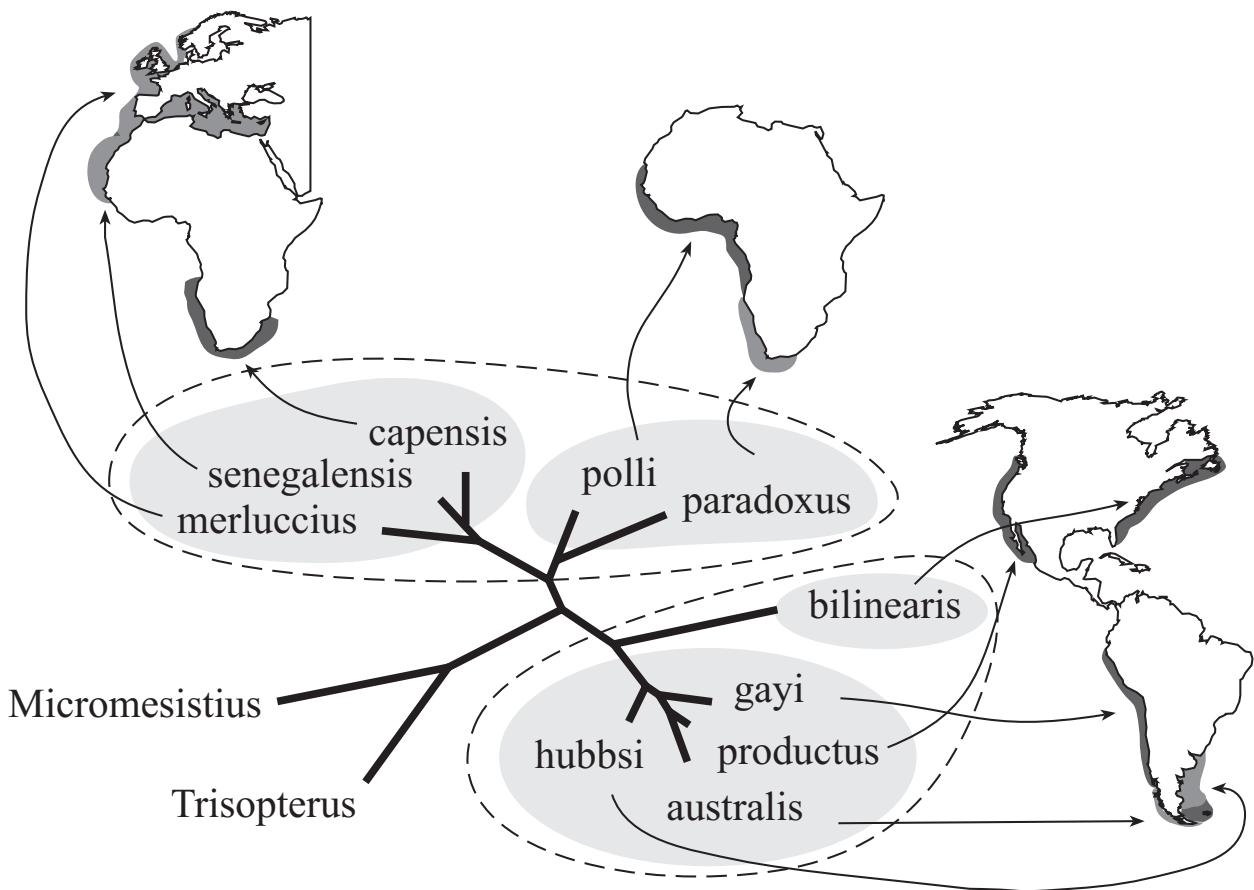 capensis
senegalensis
merluccius
polli
paradoxus
bilinearis
Micromesistius
gayi
hubbsi
productus
Trisopterus
australis